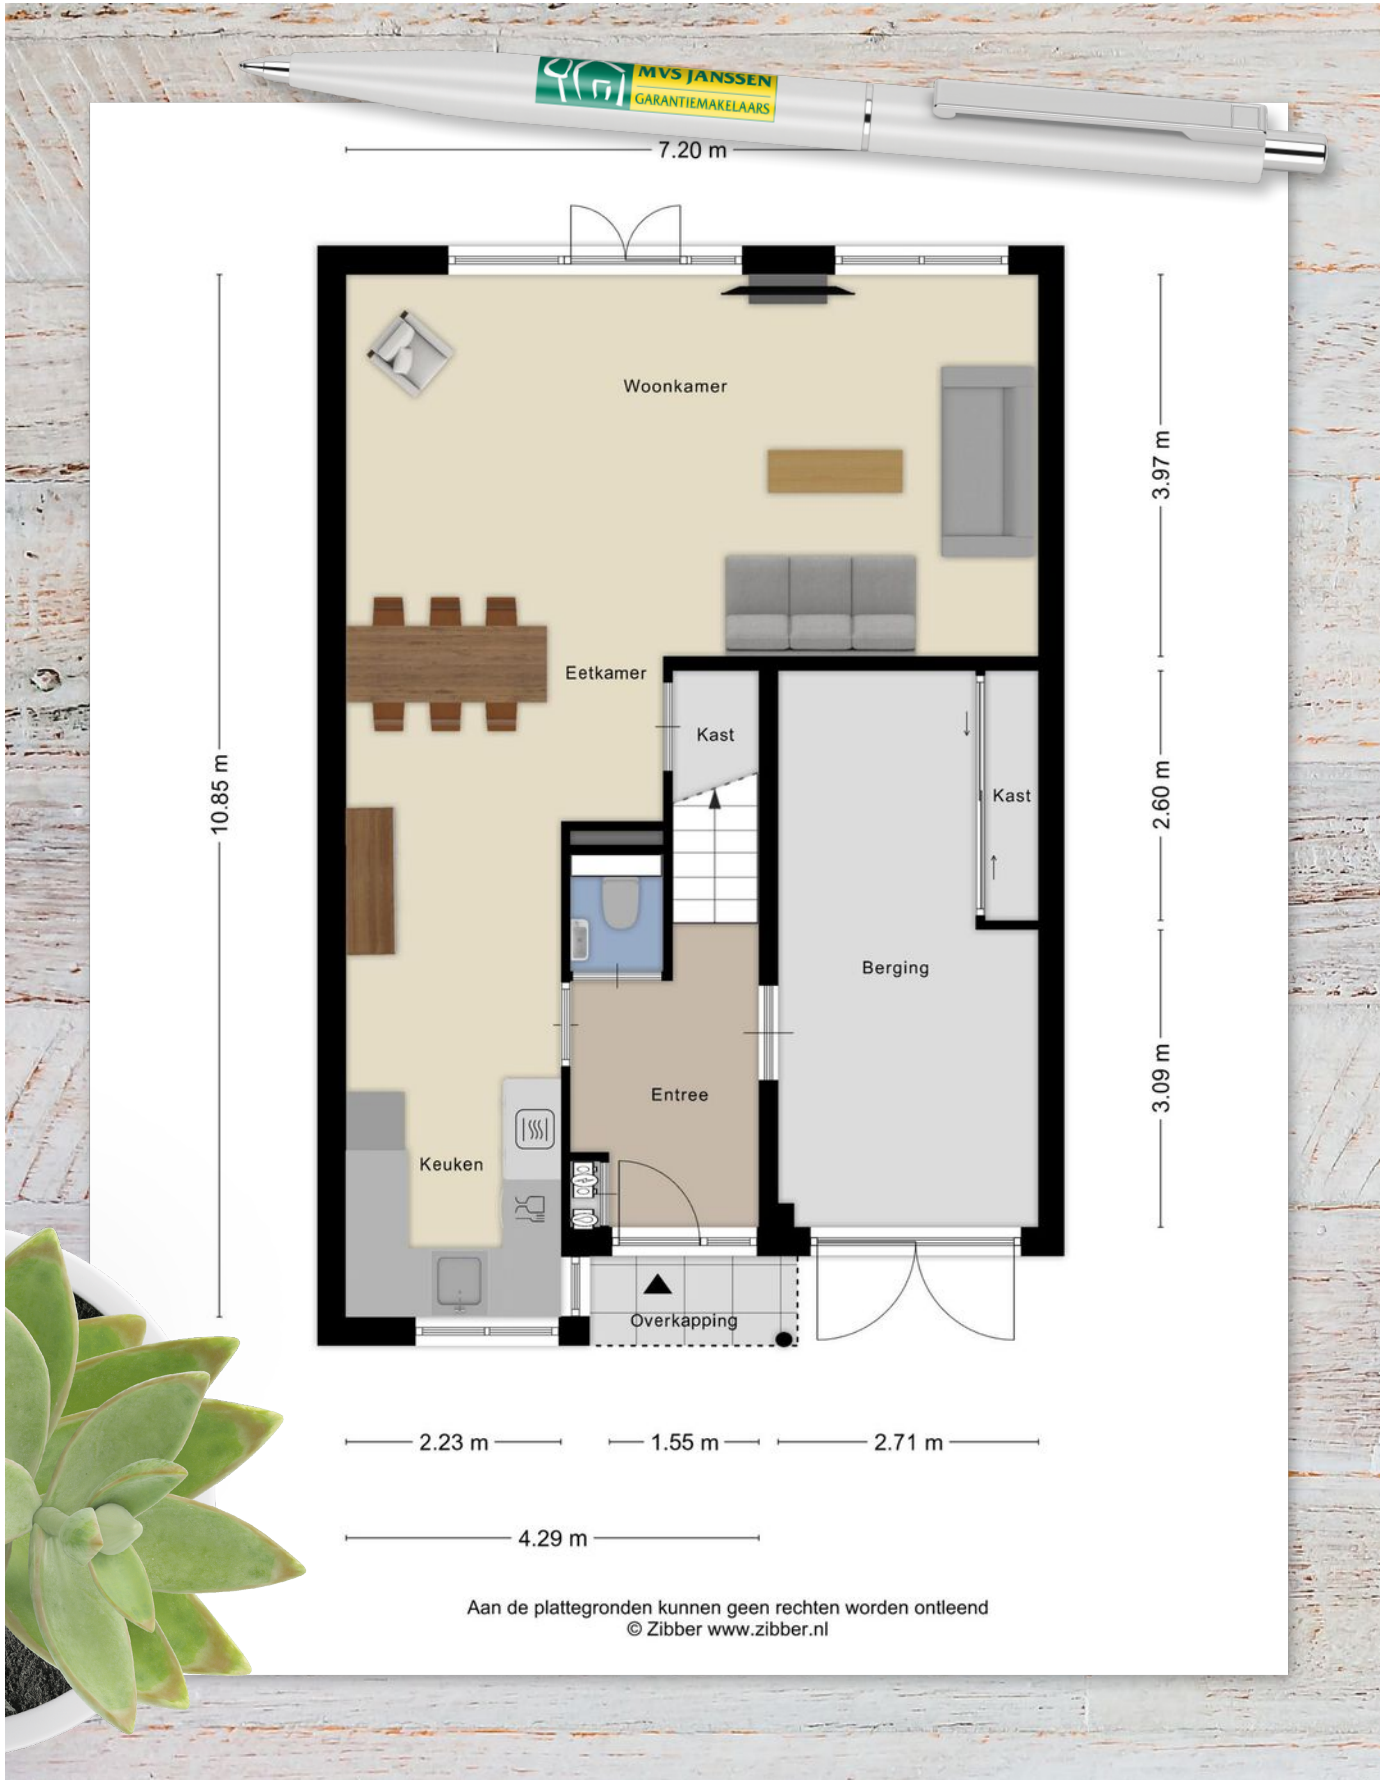 MVS JANSSEN
GARANTIEMAKELAARS
7.20 m
Woonkamer
3.97 m
Eetkamer
Kast
10.85 m
2.60 m
Kast
Berging
Entree
3.09 m
Keuken
Overkapping
2.23 m
1.55 m
2.71 m
4.29 m
Aan de plattegronden kunnen geen rechten worden ontleend
© Zibber www.zibber.nl